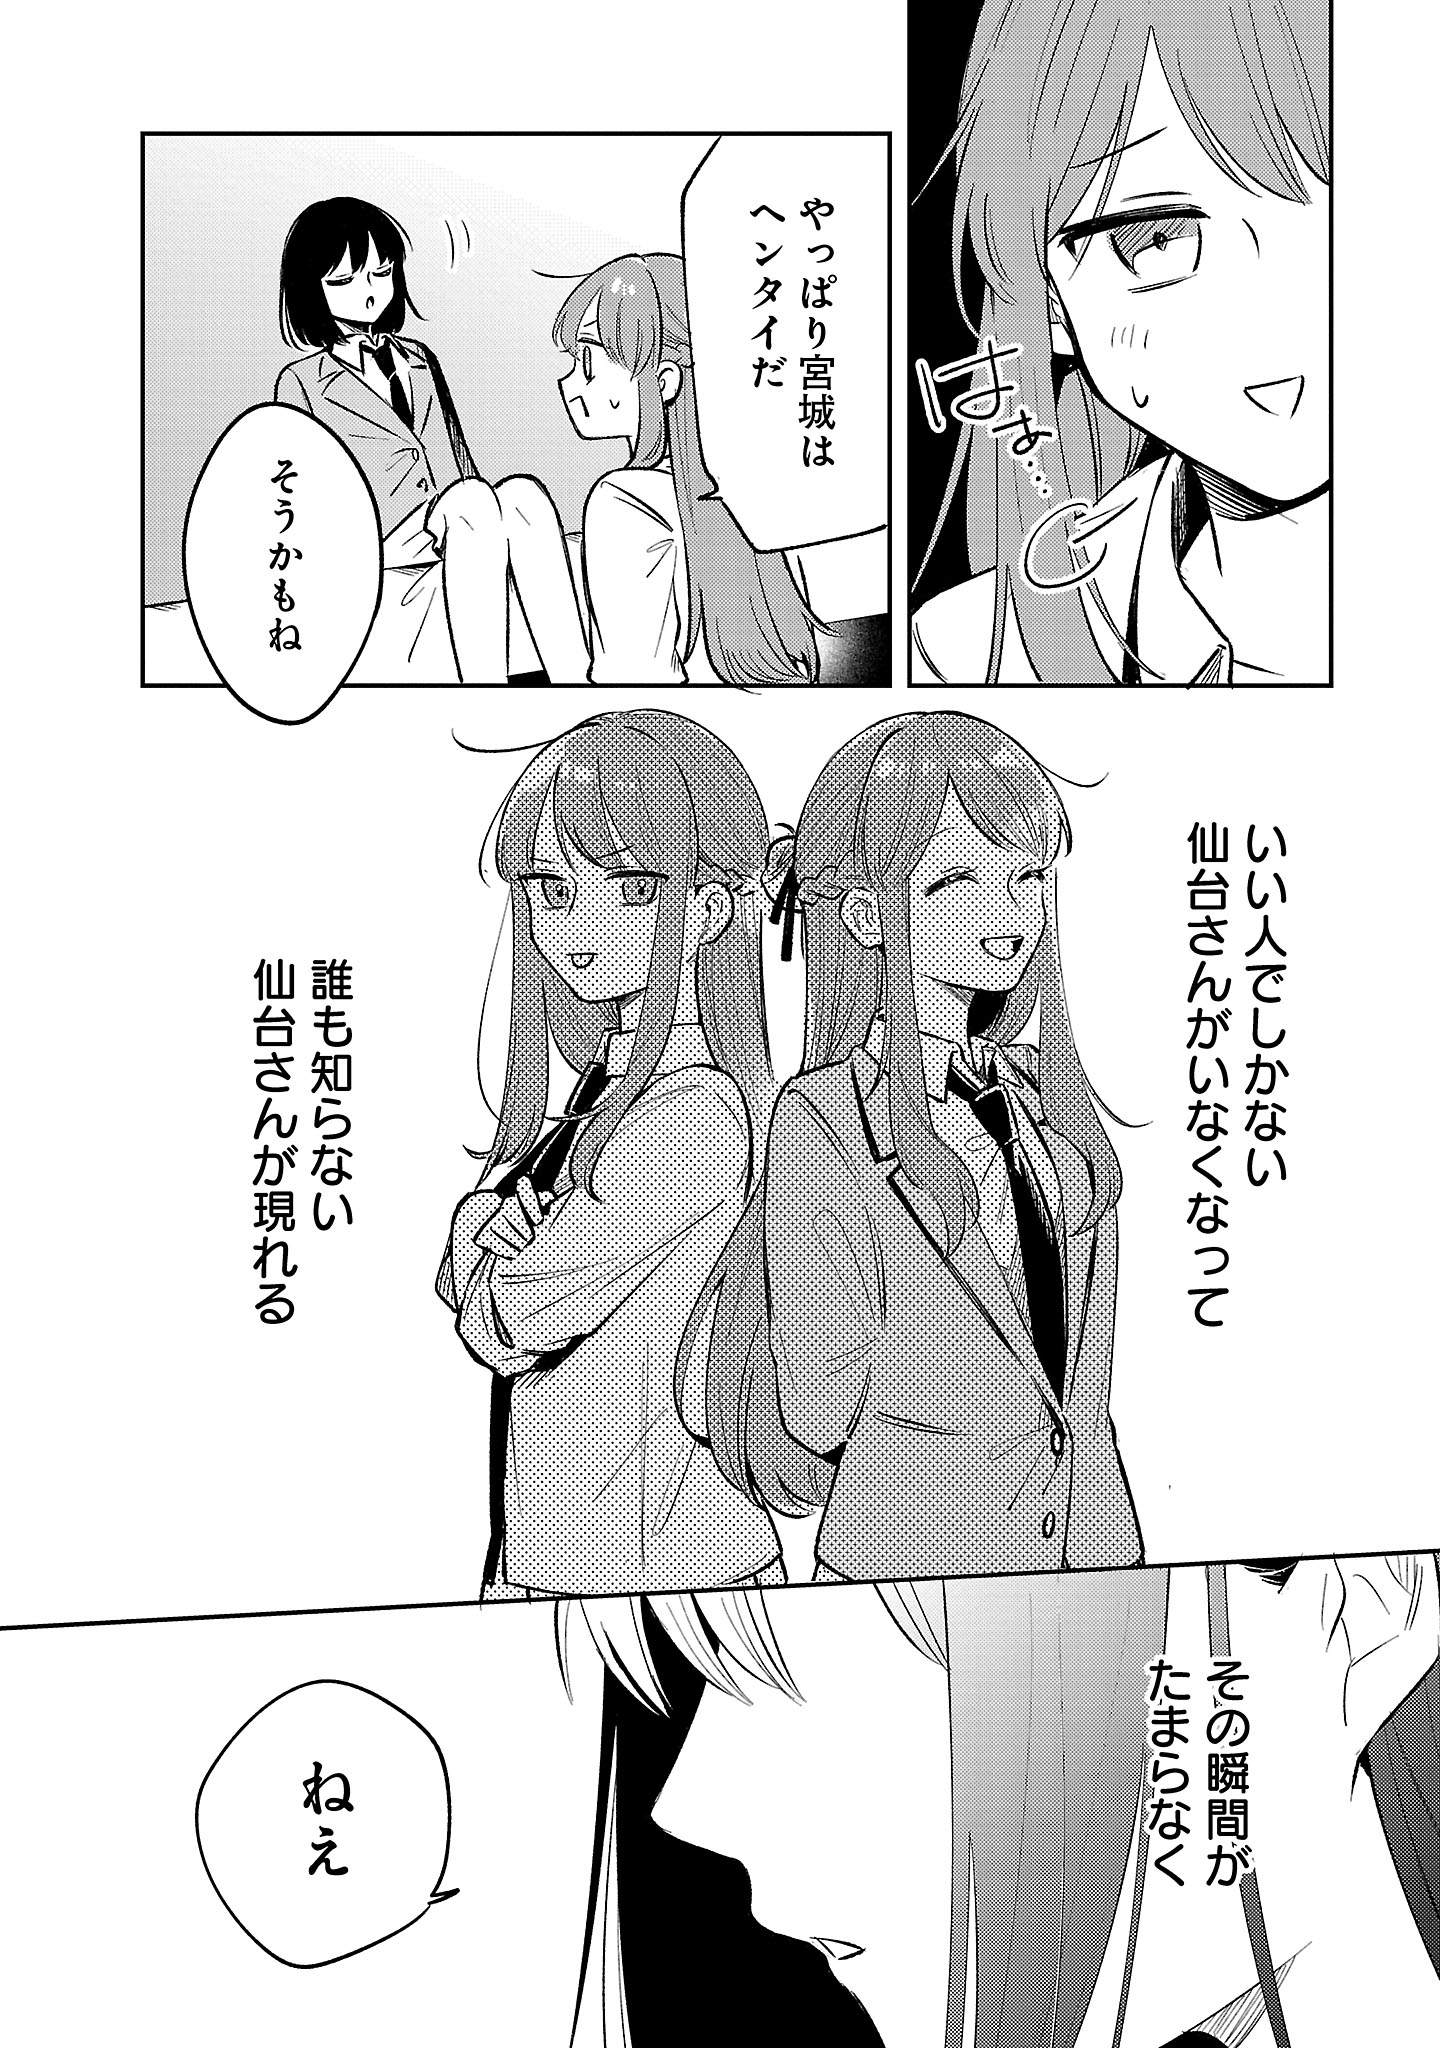 はぁ…
やっぱり宮城は
ヘンタイだ
そうかもね
いい人でしかない
仙台さんがいなくなって
誰も知らない
仙台さんが現れる
その瞬間が
たまらなく
ねえ